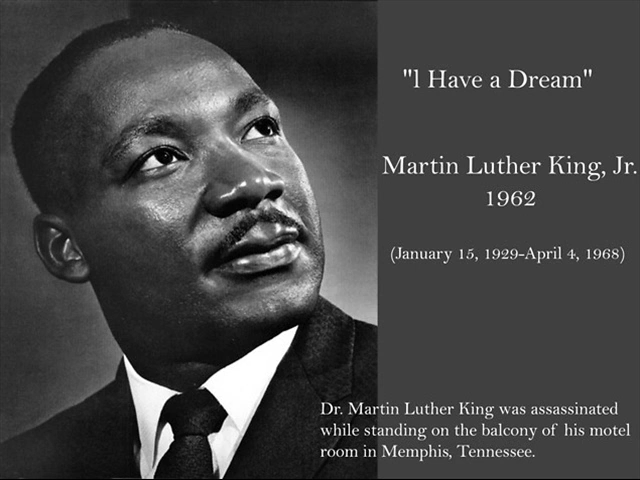 "l Have a Dream"
Martin Luther King, Jr.
1962
(January 15, 1929-April 4, 1968)
Dr. Martin Luther King was assassinated
while standing on the balcony of his motel
room in Memphis, Tennessee.